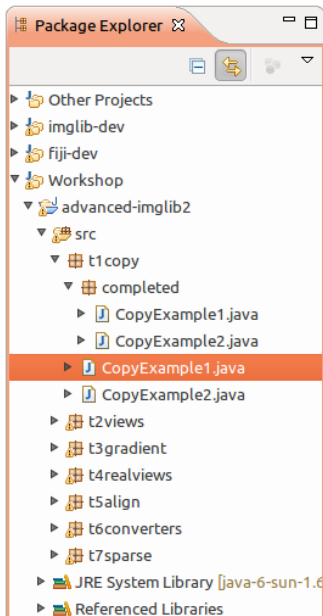 Package Explorer
Other Projects
imglib-dev
fiji-dev
Workshop
advanced-imglib2
src
t1copy
completed
CopyExample1.java
CopyExample2.java
CopyExample1.java
CopyExample2.java
t2views
t3gradient
t4realviews
t5align
t6converters
t7sparse
JRE System Library [java-6-sun-1.6
Referenced Libraries